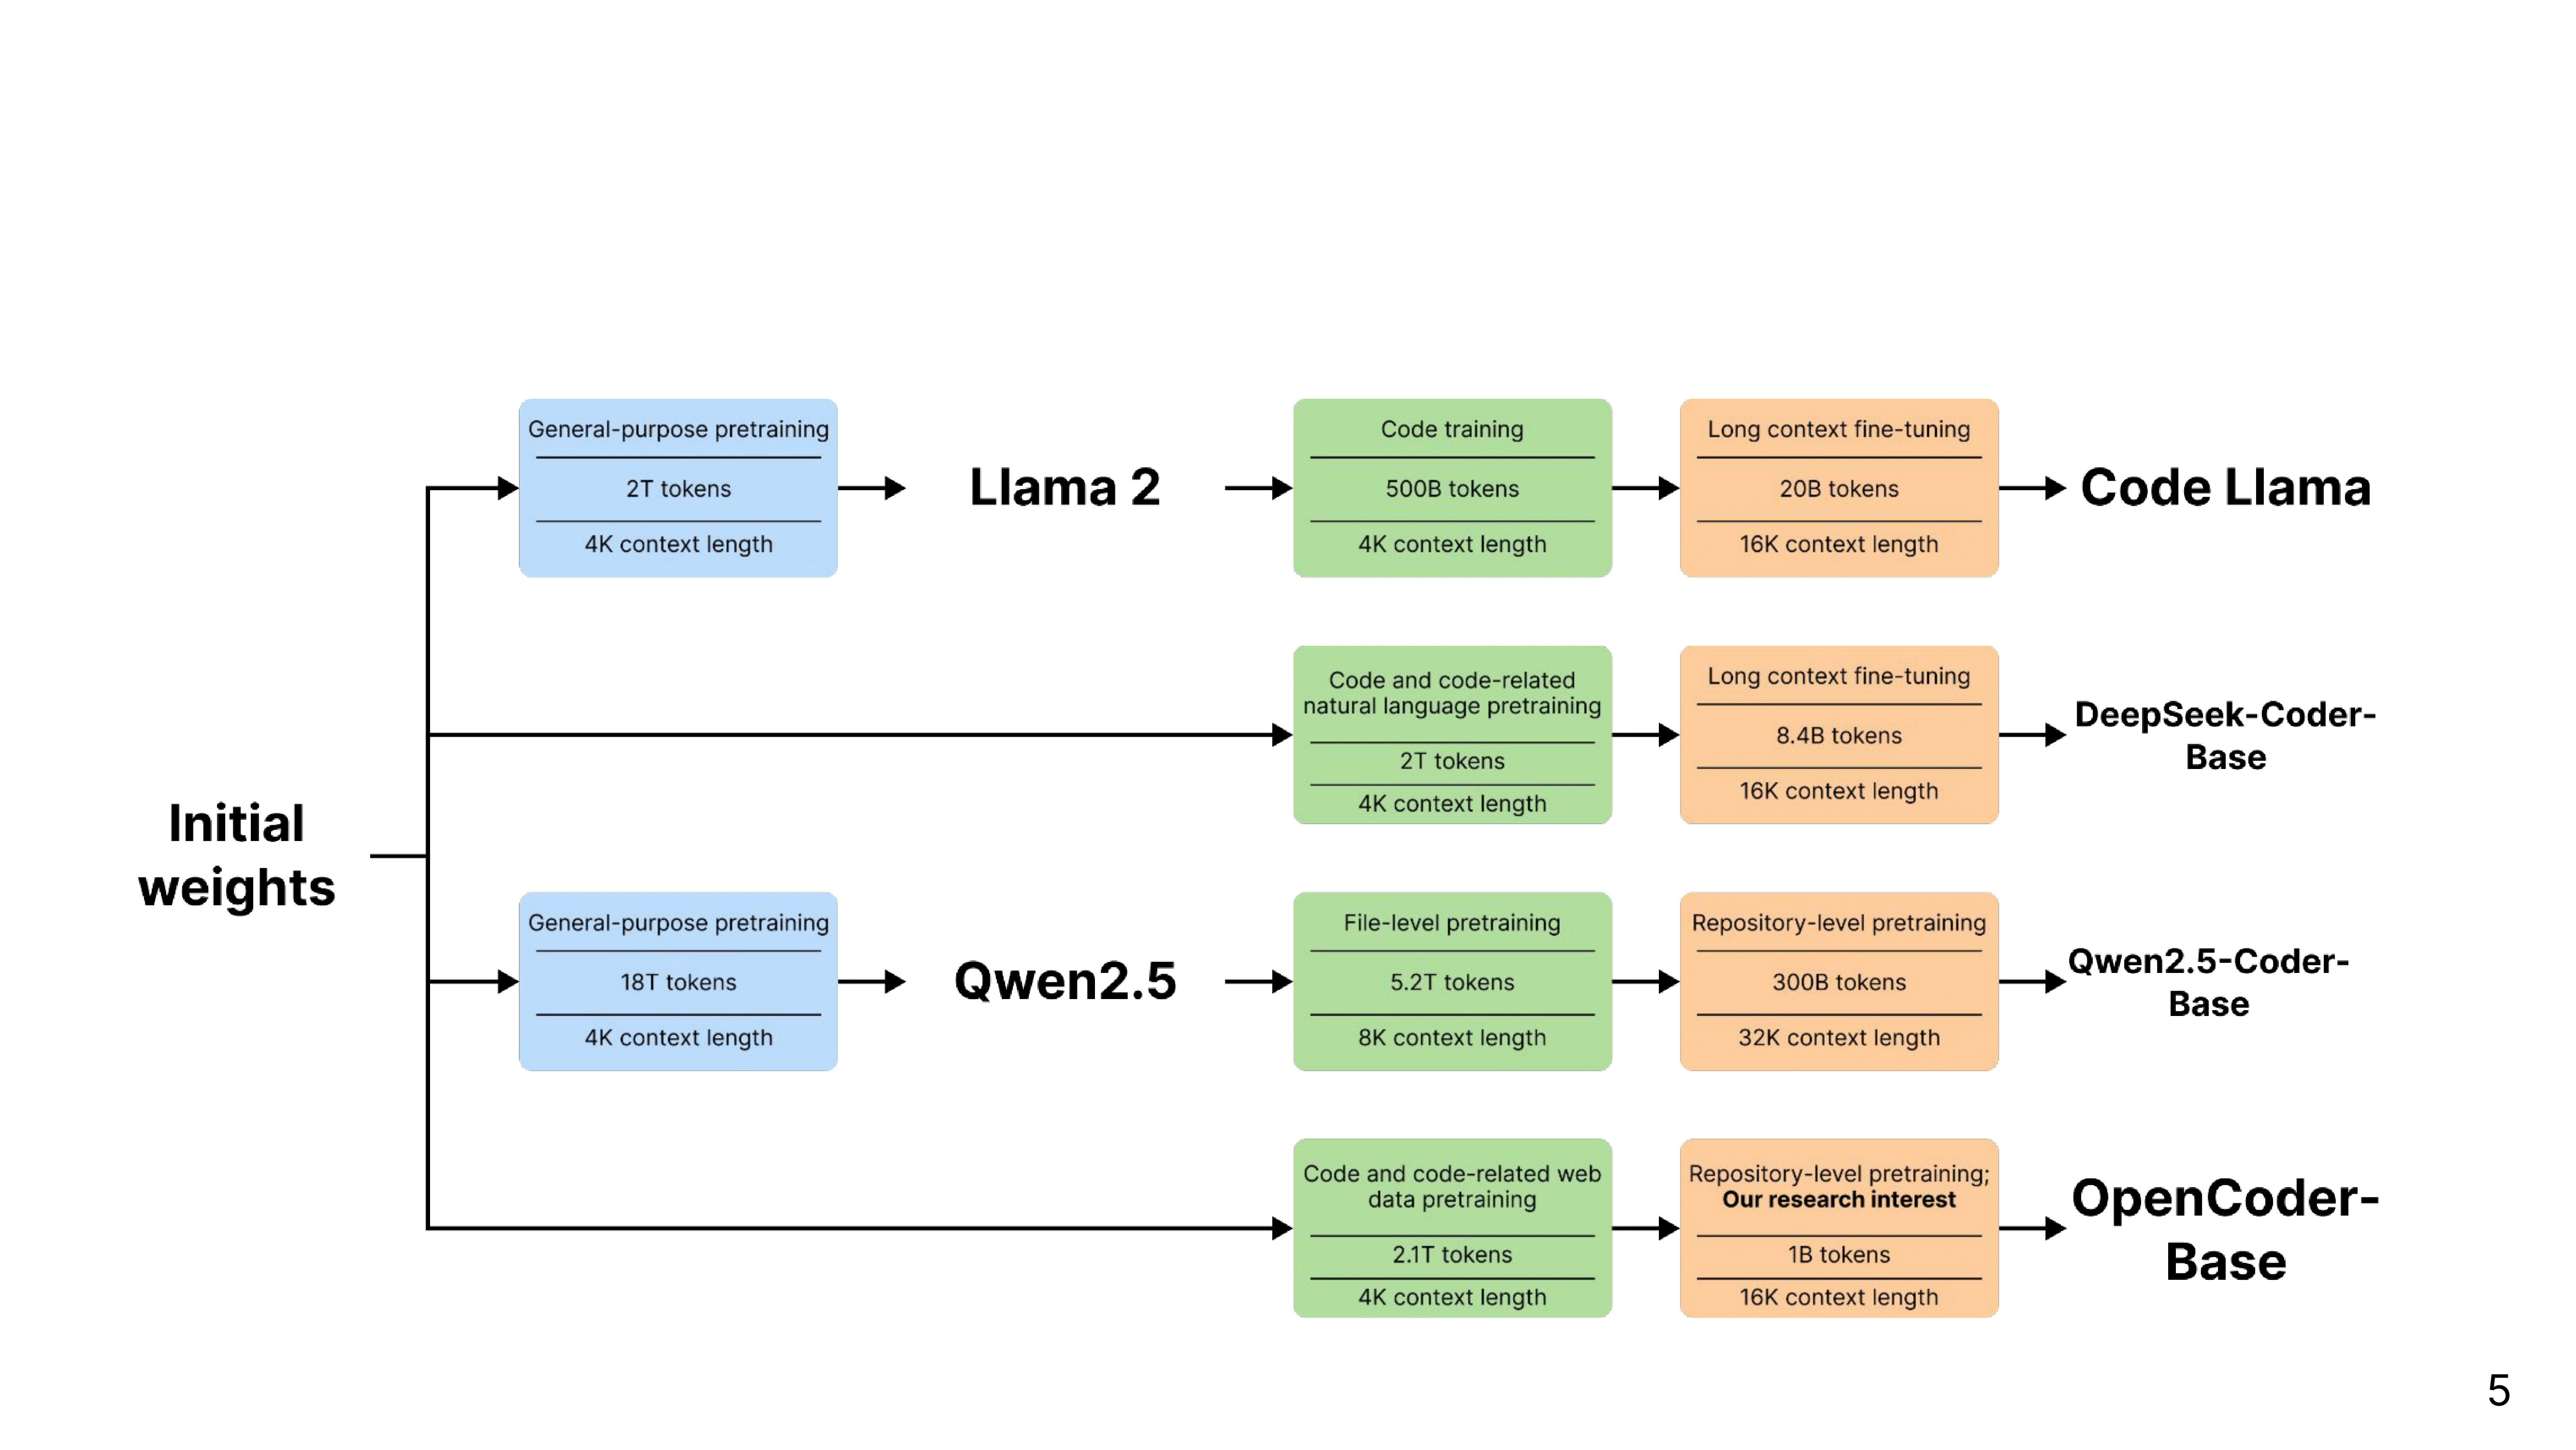 General-purpose pretraining
2T tokens
4K context length
Llama 2
Code training
500B tokens
4K context length
Long context fine-tuning
20B tokens
16K context length
Code Llama
Code and code-related
natural language pretraining
2T tokens
4K context length
Long context fine-tuning
8.4B tokens
16K context length
DeepSeek-Coder-
Base
Initial
weights
General-purpose pretraining
18T tokens
4K context length
Qwen2.5
File-level pretraining
5.2T tokens
8K context length
Repository-level pretraining
300B tokens
32K context length
Qwen2.5-Coder-
Base
Code and code-related web
data pretraining
2.1T tokens
4K context length
Repository-level pretraining;
Our research interest
1B tokens
16K context length
OpenCoder-
Base
5